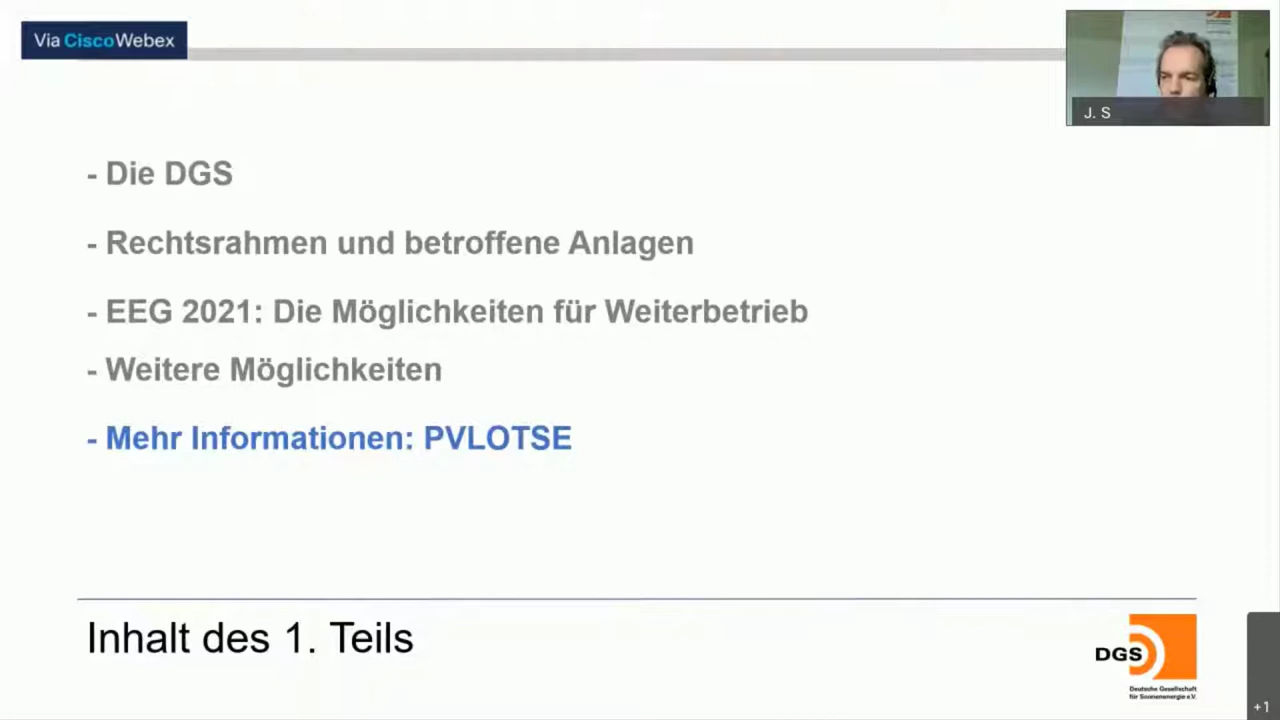 Via CiscoWebex
J. S
- Die DGS
- Rechtsrahmen und betroffene Anlagen
- EEG 2021: Die Möglichkeiten für Weiterbetrieb
- Weitere Möglichkeiten
- Mehr Informationen: PVLOTSE
Inhalt des 1. Teils
DGS
Deutsche Gesellschaft
für Sonnenenergie e.V.
+1